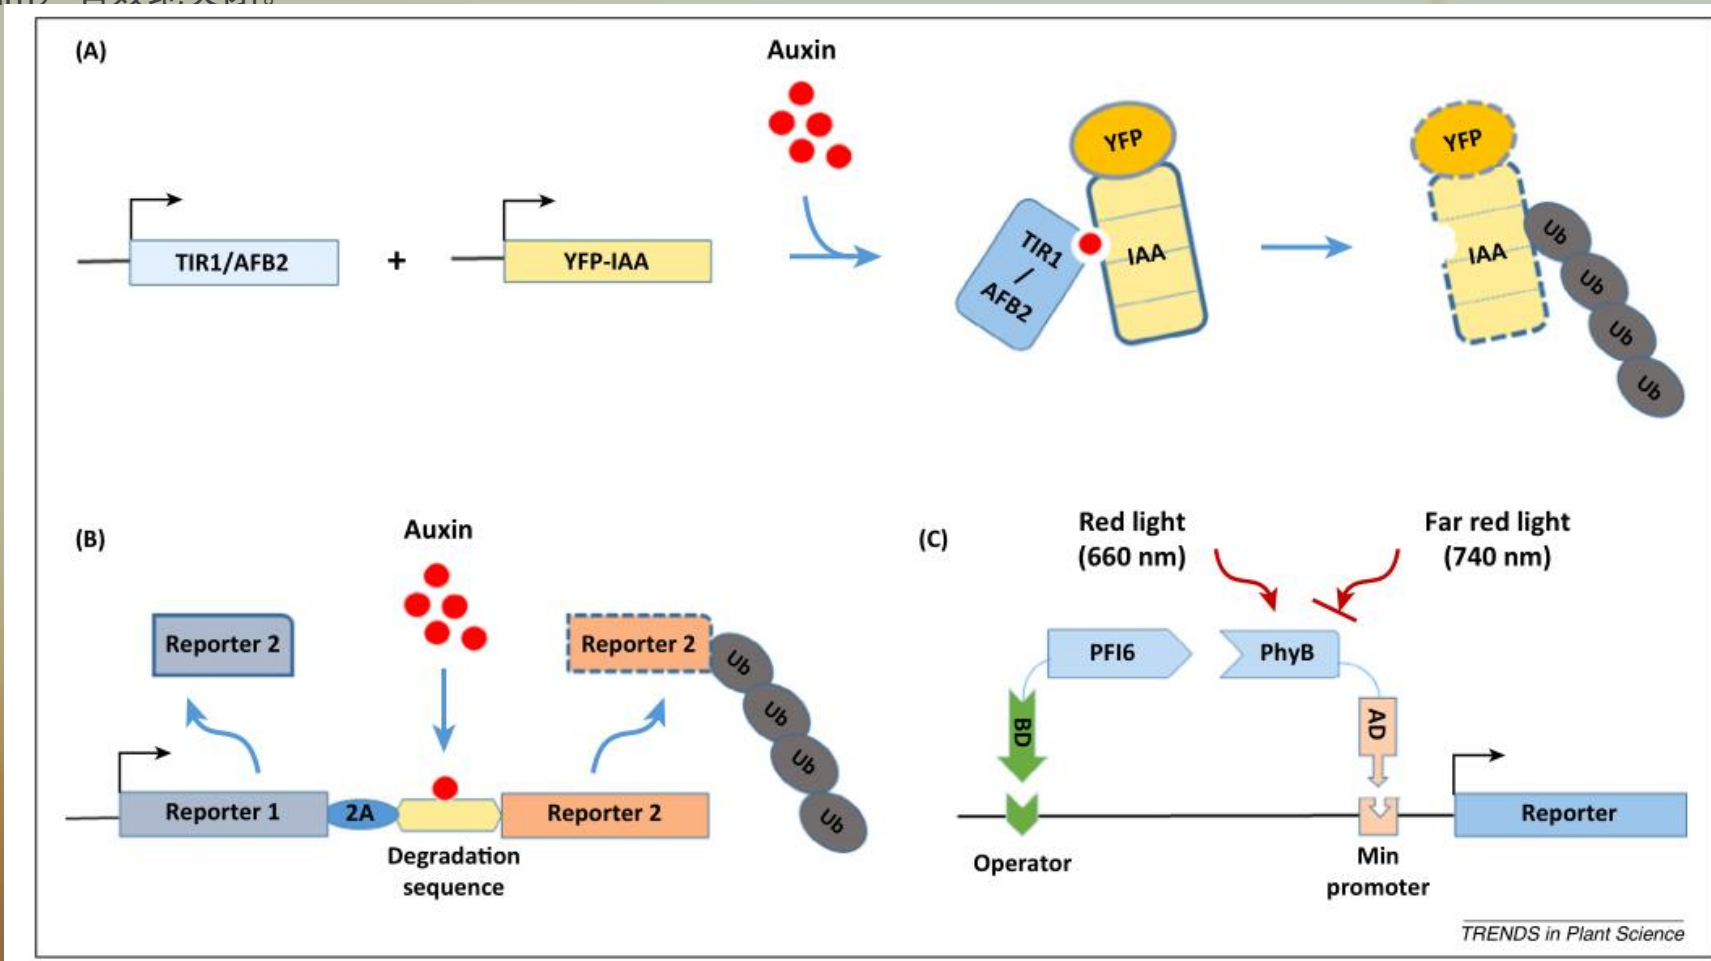 (A)
Auxin
TIR1/AFB2
+
YFP-IAA
YFP
TIR1
/
AFB2
IAA
YFP
IAA
Ub
Ub
Ub
Ub
(B)
Auxin
Reporter 2
Reporter 2
Ub
Ub
Ub
Ub
Reporter 1
2A
Reporter 2
Degradation
sequence
(C)
Red light
(660 nm)
Far red light
(740 nm)
PFI6
PhyB
BD
AD
Reporter
Operator
Min
promoter
TRENDS in Plant Science